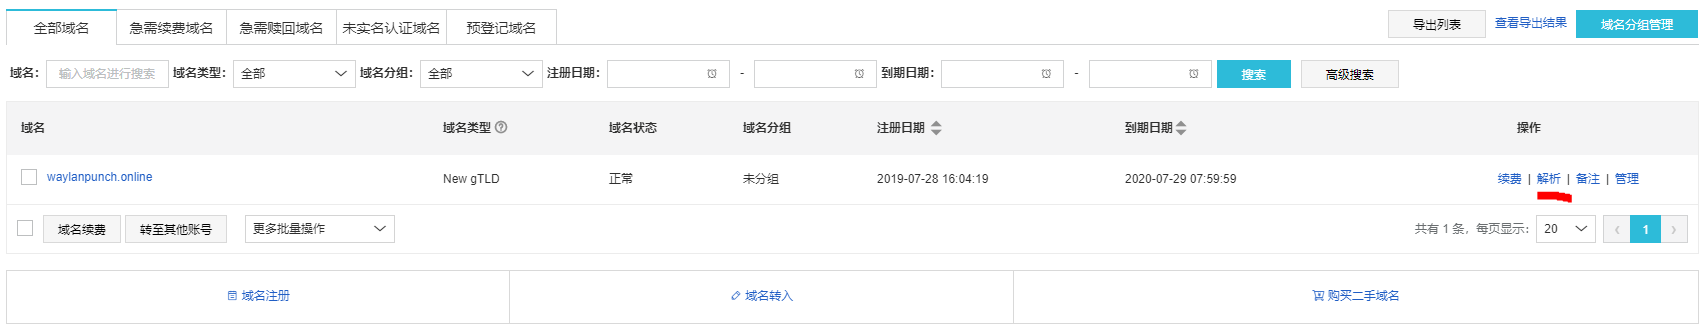 全部域名 急需续费域名 急需赎回域名 未实名认证域名 预登记域名 导出列表 查看导出结果 域名分组管理
域名: 输入域名进行搜索 域名类型: 全部 域名分组: 全部 注册日期: - 到期日期: - 搜索 高级搜索
域名 域名类型 ? 域名状态 域名分组 注册日期 到期日期 操作
waylanpunch.online New gTLD 正常 未分组 2019-07-28 16:04:19 2020-07-29 07:59:59 续费 | 解析 | 备注 | 管理
域名续费 转至其他账号 更多批量操作 共有 1 条, 每页显示: 20 ‹ 1 ›
域名注册 域名转入 购买二手域名